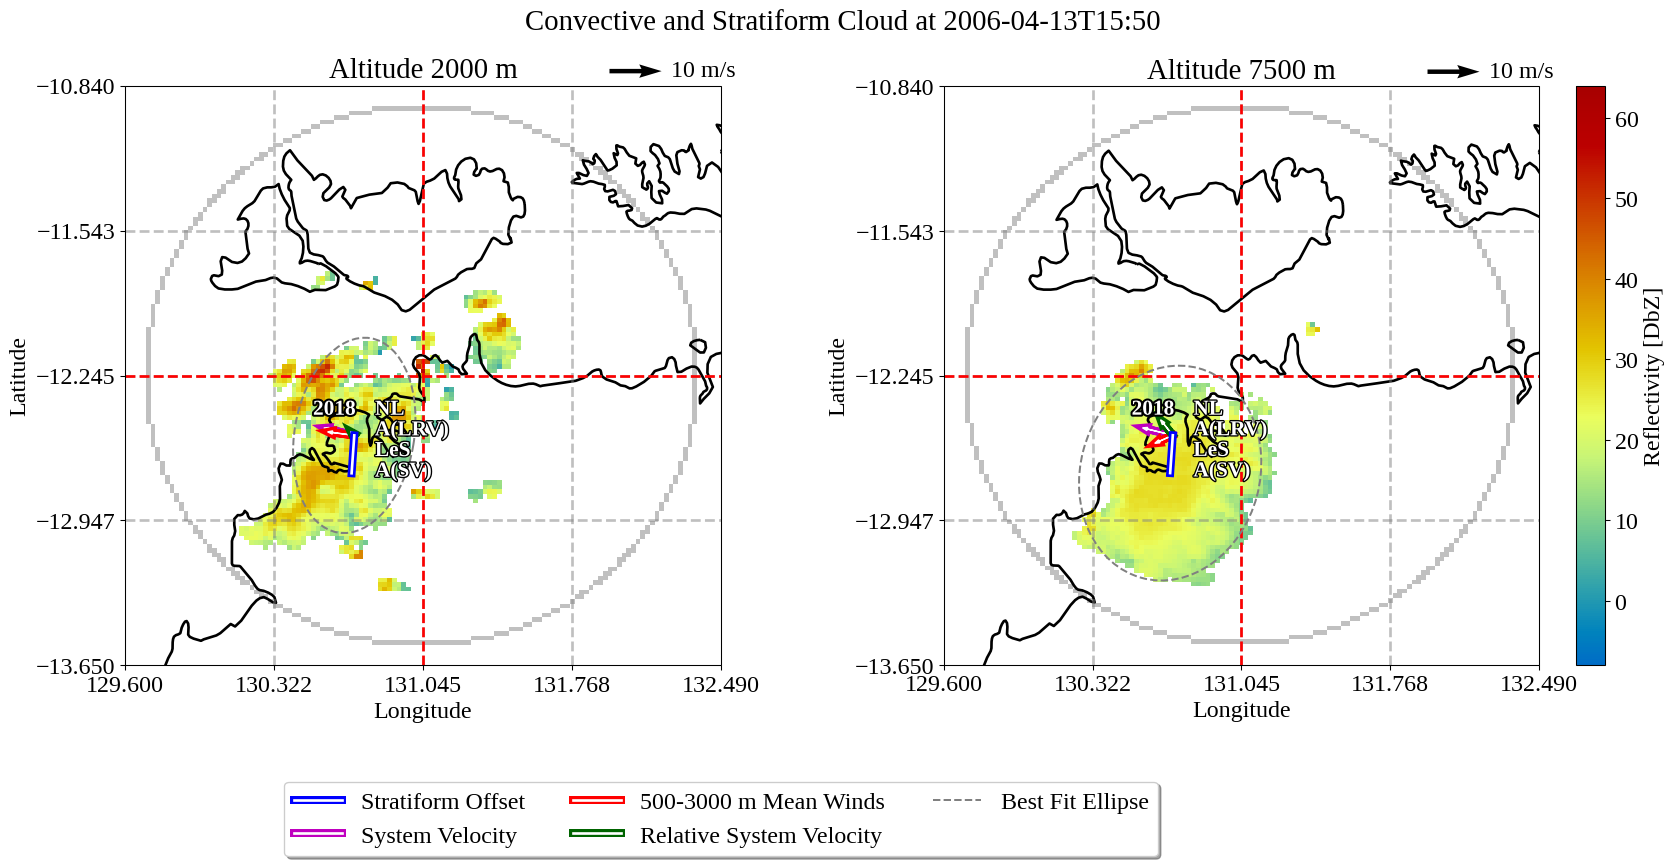 Convective and Stratiform Cloud at 2006-04-13T15:50
Altitude 2000 m
10 m/s
−10.840
−11.543
−12.245
−12.947
−13.650
Latitude
129.600
130.322
131.045
131.768
132.490
Longitude
2018
NL
A(LRV)
LeS
A(SV)
Altitude 7500 m
10 m/s
−10.840
−11.543
−12.245
−12.947
−13.650
Latitude
129.600
130.322
131.045
131.768
132.490
Longitude
2018
NL
A(LRV)
LeS
A(SV)
60
50
40
30
20
10
0
Reflectivity [DbZ]
Stratiform Offset
System Velocity
500-3000 m Mean Winds
Relative System Velocity
Best Fit Ellipse